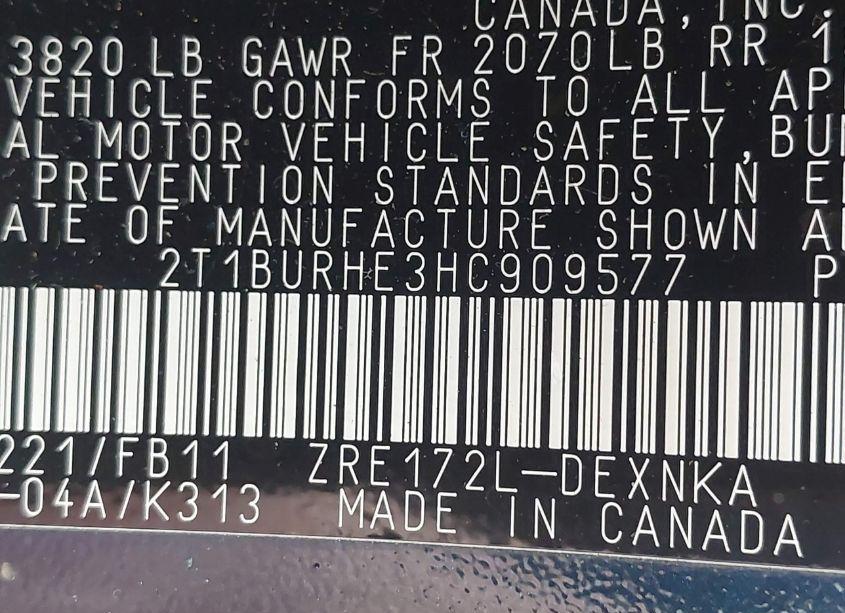 CANADA, INC.
3820 LB GAWR FR 2070LB RR 1
VEHICLE CONFORMS TO ALL AP
AL MOTOR VEHICLE SAFETY, BU
PREVENTION STANDARDS IN E
ATE OF MANUFACTURE SHOWN A
2T1BURHE3HC909577 P
221/FB11 ZRE172L-DEXNKA
-04A/K313 MADE IN CANADA